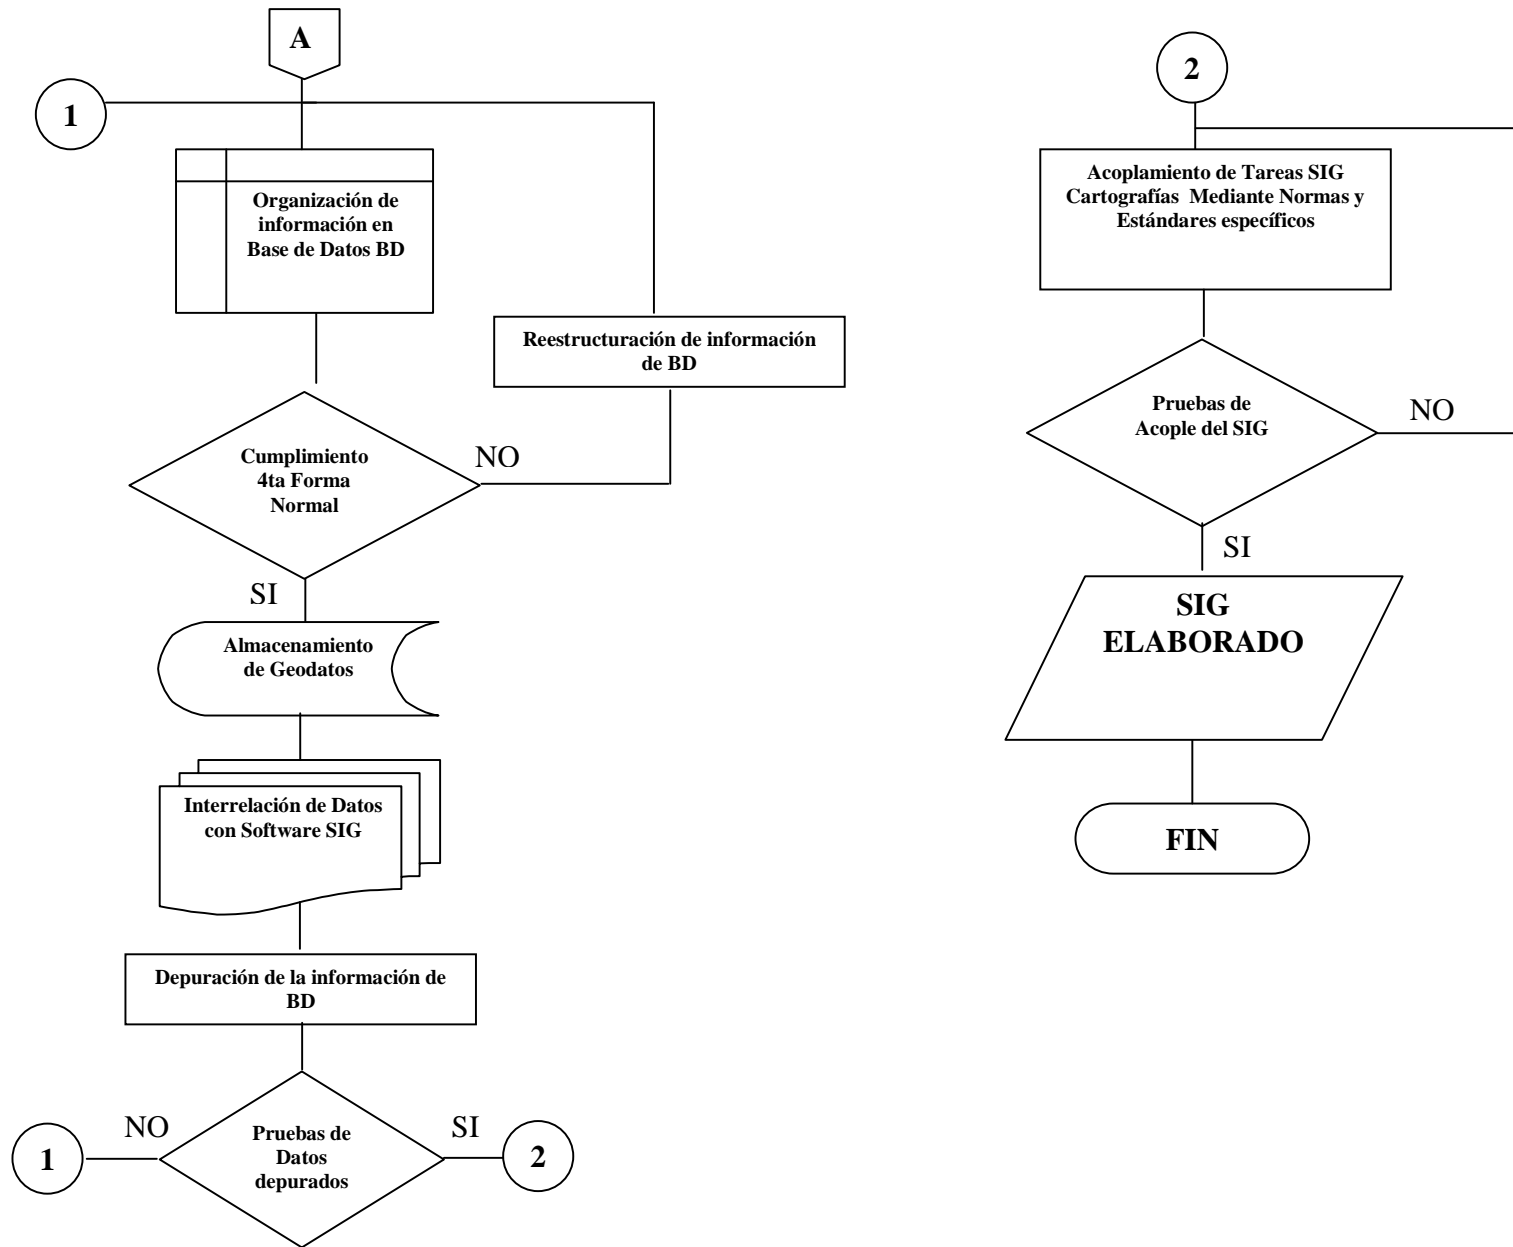 A
1
Organización de
información en
Base de Datos BD
Reestructuración de información
de BD
Cumplimiento
4ta Forma
Normal
NO
SI
Almacenamiento
de Geodatos
Interrelación de Datos
con Software SIG
Depuración de la información de
BD
Pruebas de
Datos
depurados
NO
1
SI
2
2
Acoplamiento de Tareas SIG
Cartografías Mediante Normas y
Estándares específicos
Pruebas de
Acople del SIG
NO
SI
SIG
ELABORADO
FIN